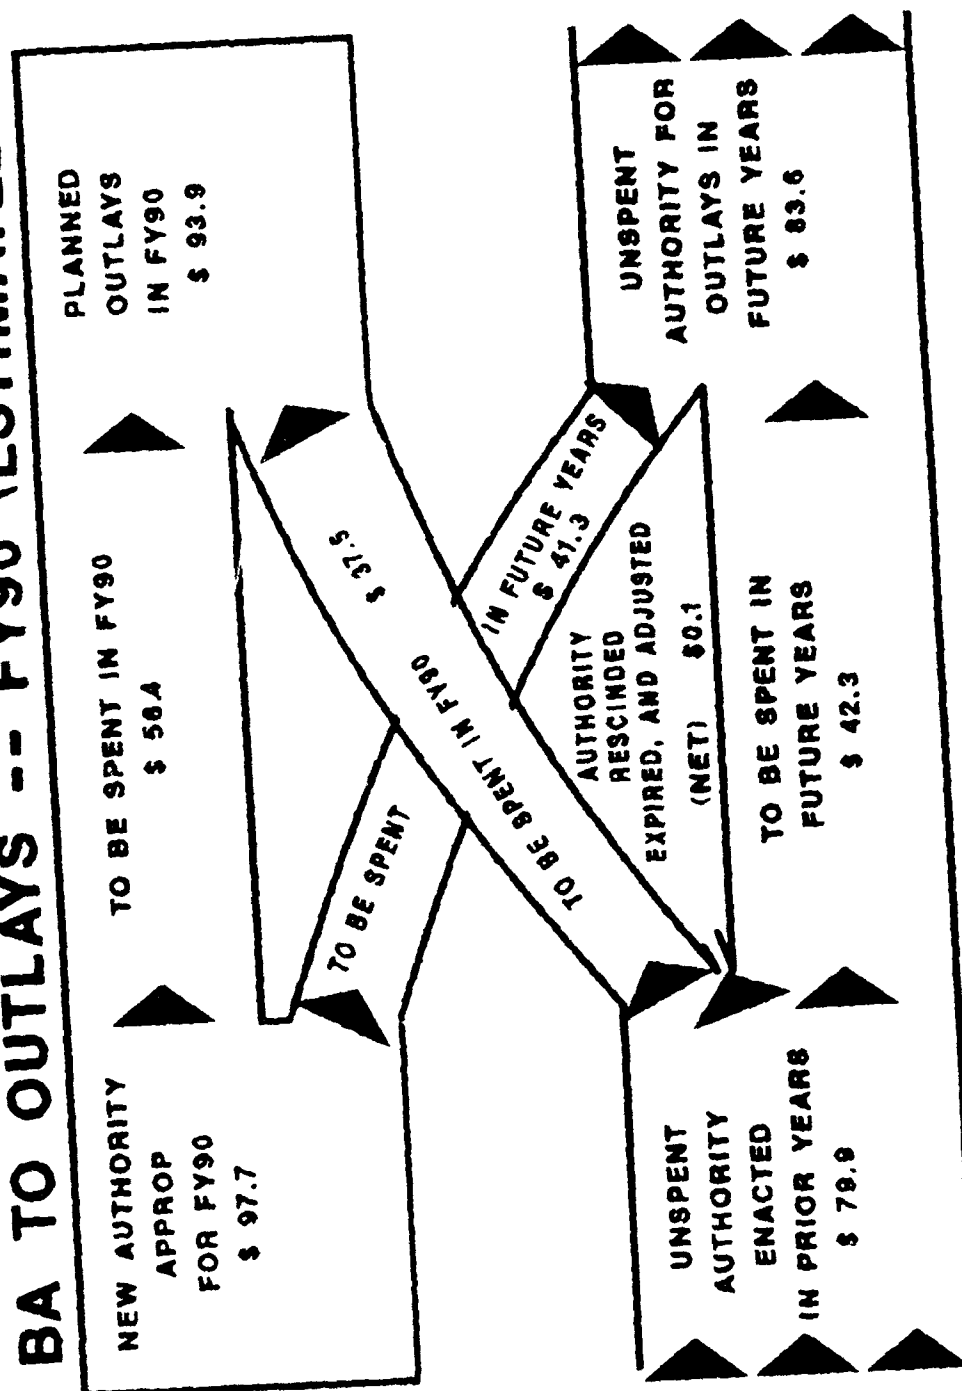 BA TO OUTLAYS -- FY90
NEW AUTHORITY
APPROP
FOR FY90
$ 97.7
TO BE SPENT IN FY90
$ 56.4
PLANNED
OUTLAYS
IN FY90
$ 93.9
TO BE SPENT
IN FUTURE YEARS
$ 41.3
TO BE SPENT IN FY90
$ 37.5
AUTHORITY
RESCINDED
EXPIRED, AND ADJUSTED
(NET) $0.1
UNSPENT
AUTHORITY
ENACTED
IN PRIOR YEARS
$ 79.9
TO BE SPENT IN
FUTURE YEARS
$ 42.3
UNSPENT
AUTHORITY FOR
OUTLAYS IN
FUTURE YEARS
$ 83.6